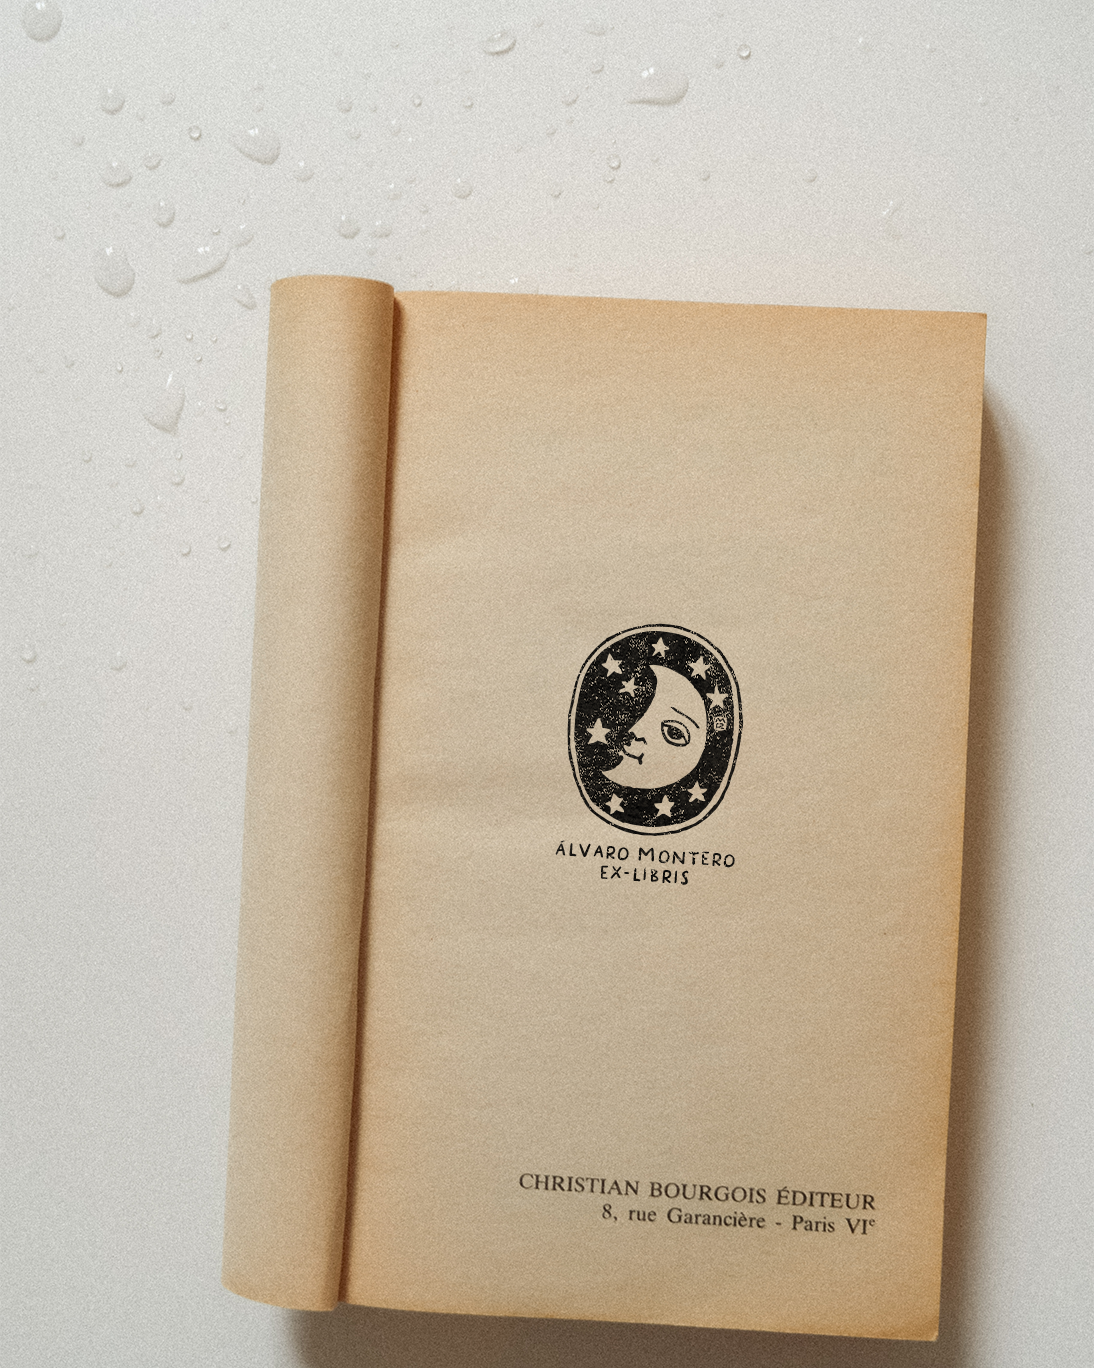 ÁLVARO MONTERO
EX-LIBRIS
CHRISTIAN BOURGOIS ÉDITEUR
8, rue Garancière - Paris VIᵉ